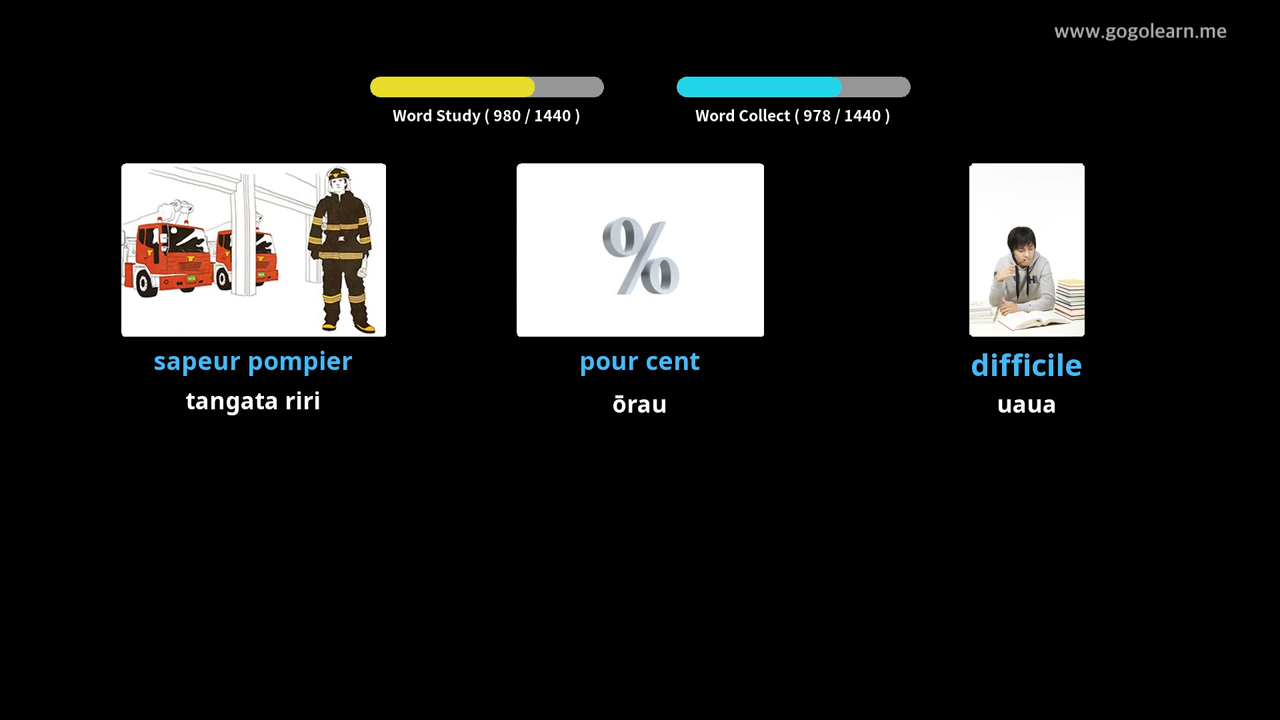 www.gogolearn.me
Word Study ( 980 / 1440 )
Word Collect ( 978 / 1440 )
sapeur pompier
tangata riri
pour cent
ōrau
difficile
uaua